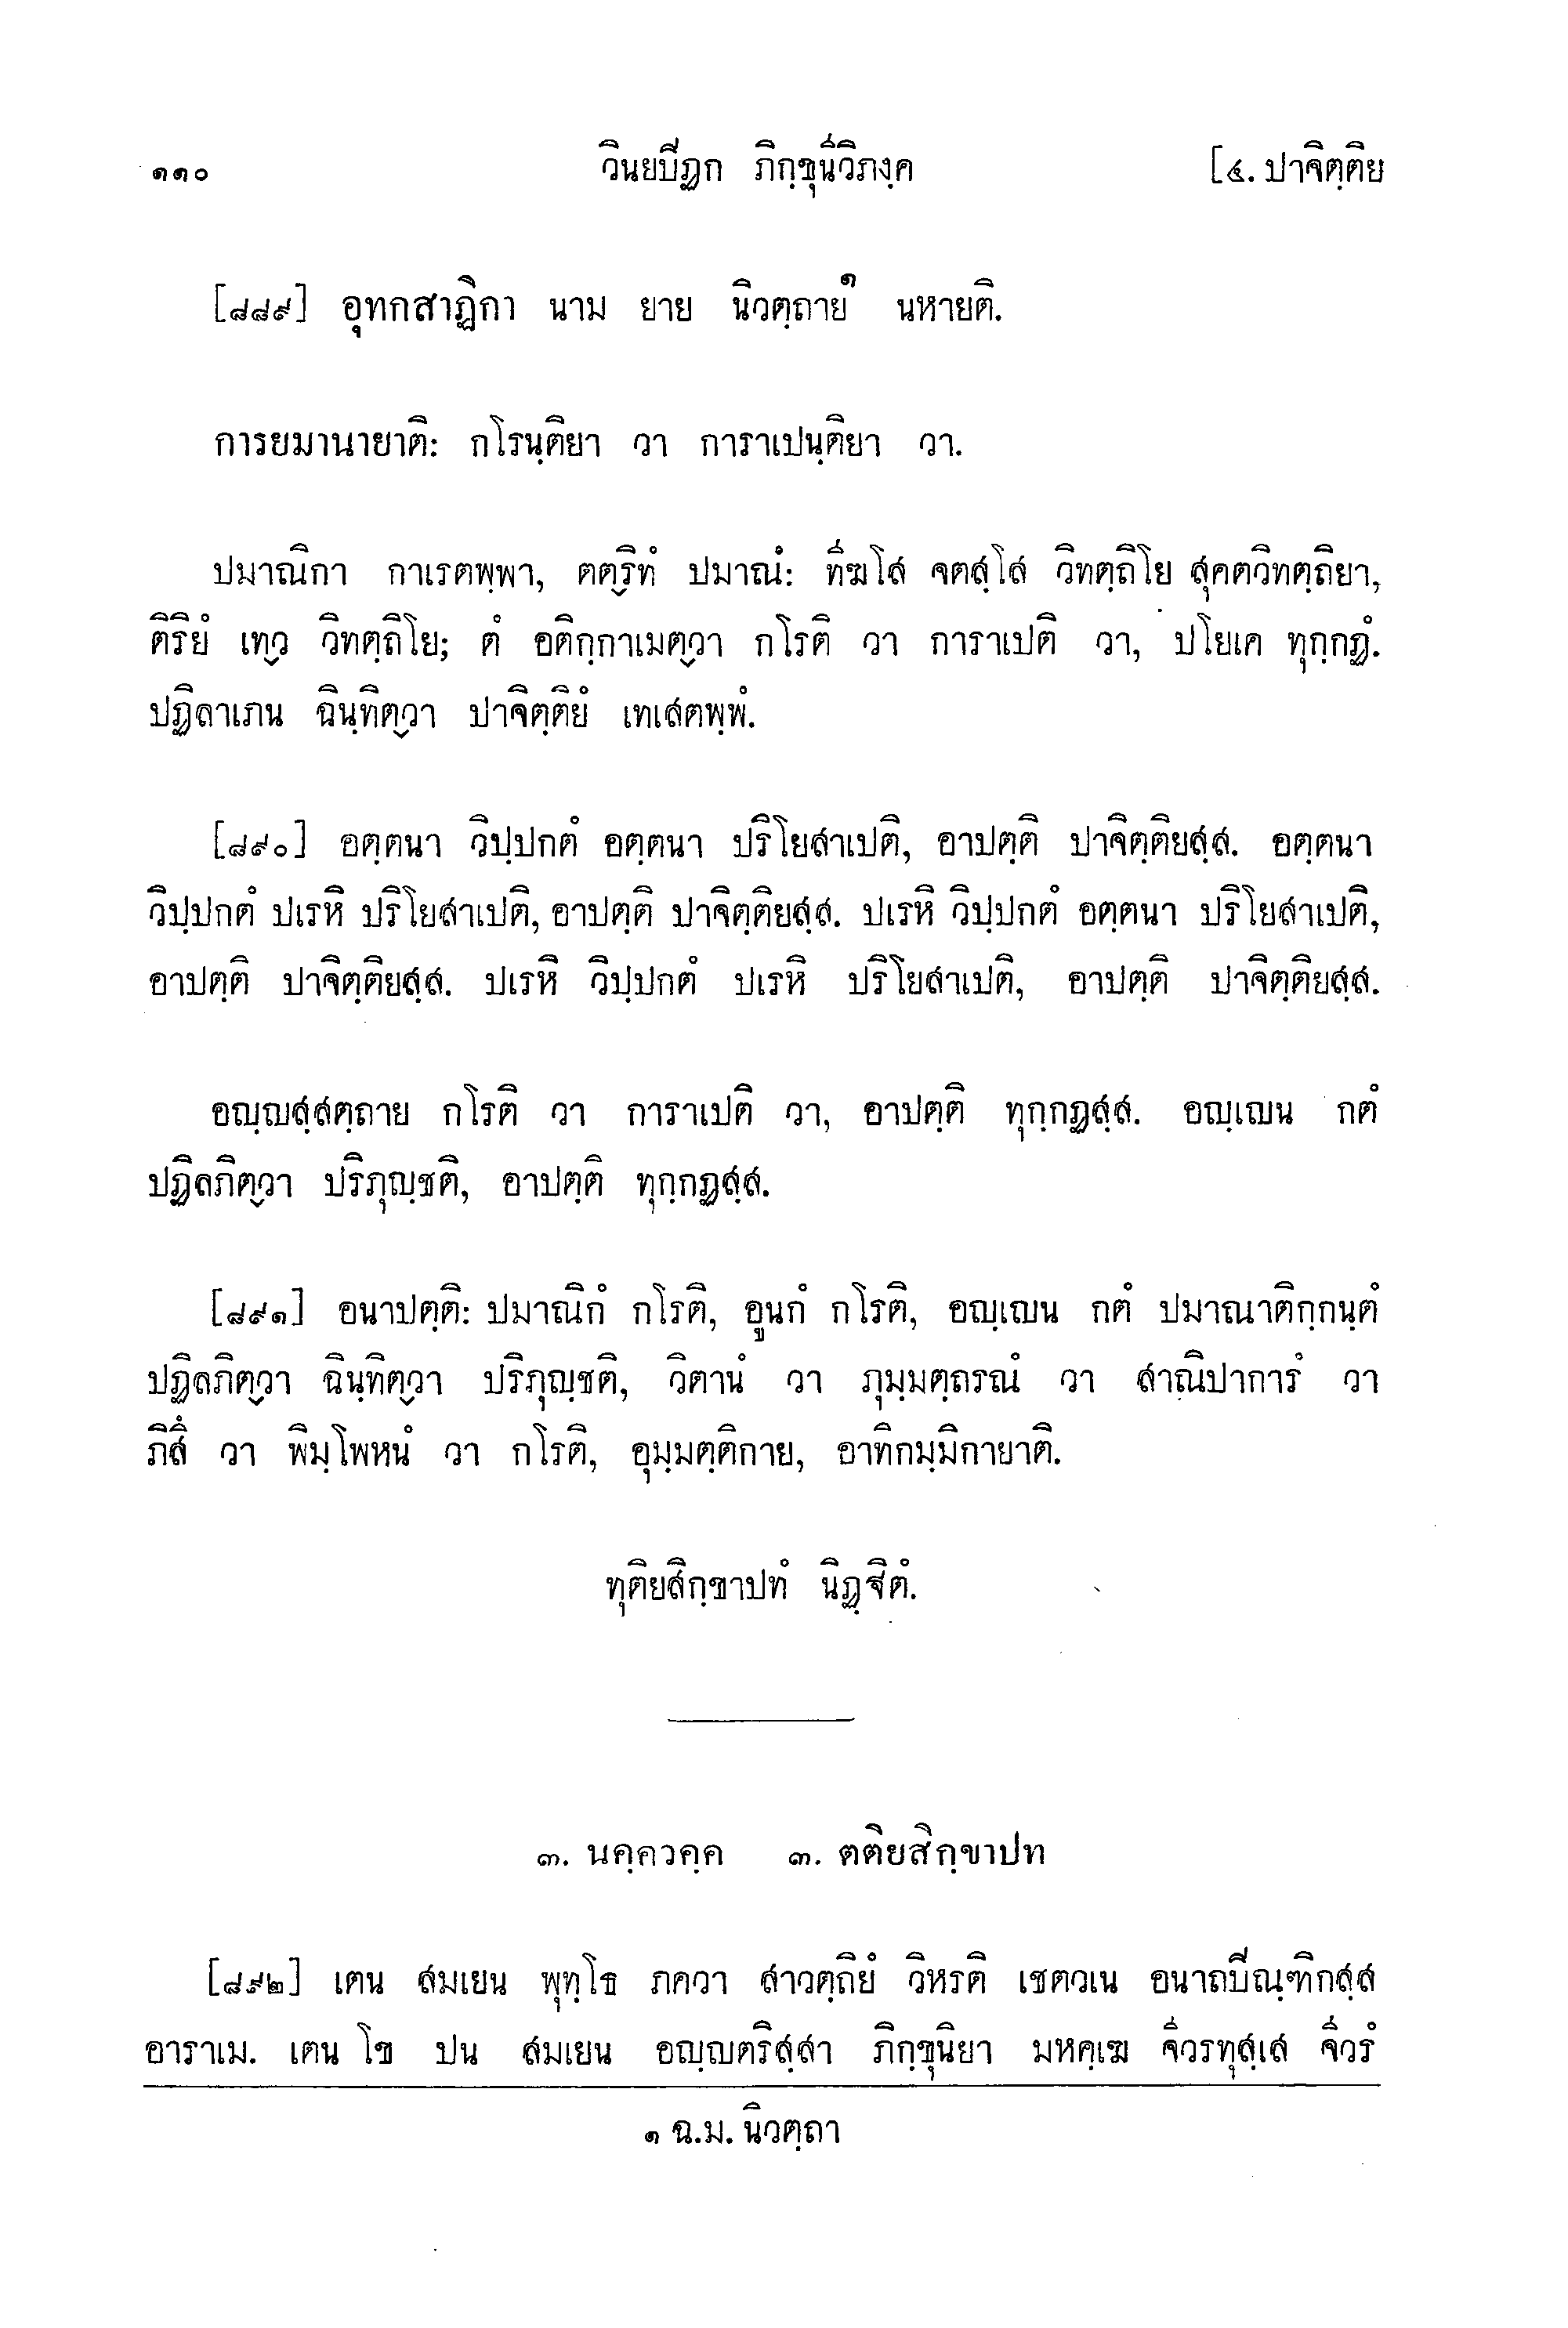 ๑๑๐ วินยปิฏก ภิกฺขุนีวิภงฺค [๔. ปาจิตฺติย
[๘๘๙] อุทกสาฏิกา นาม ยาย นิวตฺถาย๑ นหายติ.
การยมานายาติ: กโรนฺติยา วา การาเปนฺติยา วา.
ปมาณิกา กาเรตพฺพา, ตตฺริทํ ปมาณํ: ทีฆโส จตสฺโส วิทตฺถิโย สุคตวิทตฺถิยา,
ติริยํ เทฺว วิทตฺถิโย; ตํ อติกฺกาเมตฺวา กโรติ วา การาเปติ วา, ปโยเค ทุกฺกฏํ.
ปฏิลาเภน ฉินฺทิตฺวา ปาจิตฺติยํ เทเสตพฺพํ.
[๘๙๐] อตฺตนา วิปฺปกตํ อตฺตนา ปริโยสาเปติ, อาปตฺติ ปาจิตฺติยสฺส. อตฺตนา
วิปฺปกตํ ปเรหิ ปริโยสาเปติ, อาปตฺติ ปาจิตฺติยสฺส. ปเรหิ วิปฺปกตํ อตฺตนา ปริโยสาเปติ,
อาปตฺติ ปาจิตฺติยสฺส. ปเรหิ วิปฺปกตํ ปเรหิ ปริโยสาเปติ, อาปตฺติ ปาจิตฺติยสฺส.
อญฺญสฺสตฺถาย กโรติ วา การาเปติ วา, อาปตฺติ ทุกฺกฏสฺส. อญฺเญน กตํ
ปฏิลภิตฺวา ปริภุญฺชติ, อาปตฺติ ทุกฺกฏสฺส.
[๘๙๑] อนาปตฺติ: ปมาณิกํ กโรติ, อูนกํ กโรติ, อญฺเญน กตํ ปมาณาติกฺกนฺตํ
ปฏิลภิตฺวา ฉินฺทิตฺวา ปริภุญฺชติ, วิตานํ วา ภุมฺมตฺถรณํ วา สาณิปาการํ วา
ภิสึ วา พิมฺโพหนํ วา กโรติ, อุมฺมตฺติกาย, อาทิกมฺมิกายาติ.
ทุติยสิกฺขาปทํ นิฏฺฐิตํ.
๓. นคฺควคฺค ๓. ตติยสิกฺขาปท
[๘๙๒] เตน สมเยน พุทฺโธ ภควา สาวตฺถิยํ วิหรติ เชตวเน อนาถปิณฺฑิกสฺส
อาราเม. เตน โข ปน สมเยน อญฺญตริสฺสา ภิกฺขุนิยา มหคฺเฆ จีวรทุสฺเส จีวรํ
๑ ฉ.ม. นิวตฺถา